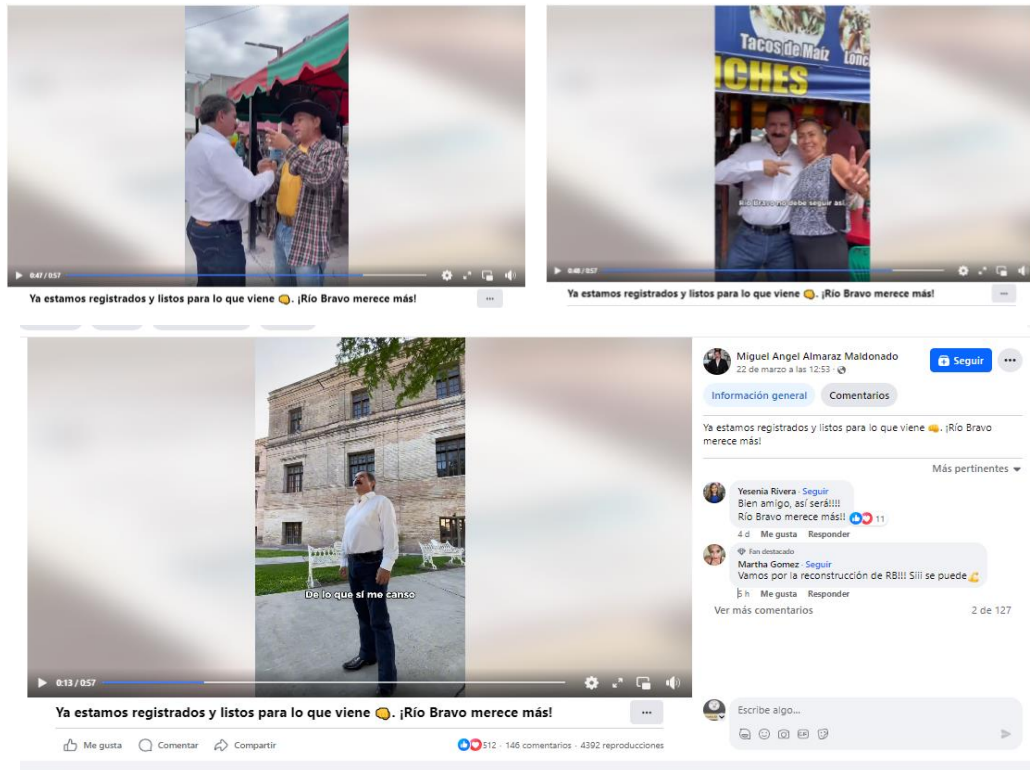 0:47 / 0:57
Ya estamos registrados y listos para lo que viene 👊. ¡Río Bravo merece más!
Tacos de Maíz
Lonc
ICHES
Río Bravo no debe seguir así.
0:48 / 0:57
Ya estamos registrados y listos para lo que viene 👊. ¡Río Bravo merece más!
De lo que sí me canso
0:13 / 0:57
Ya estamos registrados y listos para lo que viene 👊. ¡Río Bravo merece más!
Me gusta
Comentar
Compartir
512 · 146 comentarios · 4392 reproducciones
Miguel Angel Almaraz Maldonado
22 de marzo a las 12:53 ·
Seguir
Información general
Comentarios
Ya estamos registrados y listos para lo que viene 👊. ¡Río Bravo
merece más!
Más pertinentes
Yesenia Rivera · Seguir
Bien amigo, así será!!!!
Río Bravo merece más!!
11
4 d Me gusta Responder
Fan destacado
Martha Gomez · Seguir
Vamos por la reconstrucción de RB!!! Siii se puede💪
5 h Me gusta Responder
Ver más comentarios
2 de 127
Escribe algo...